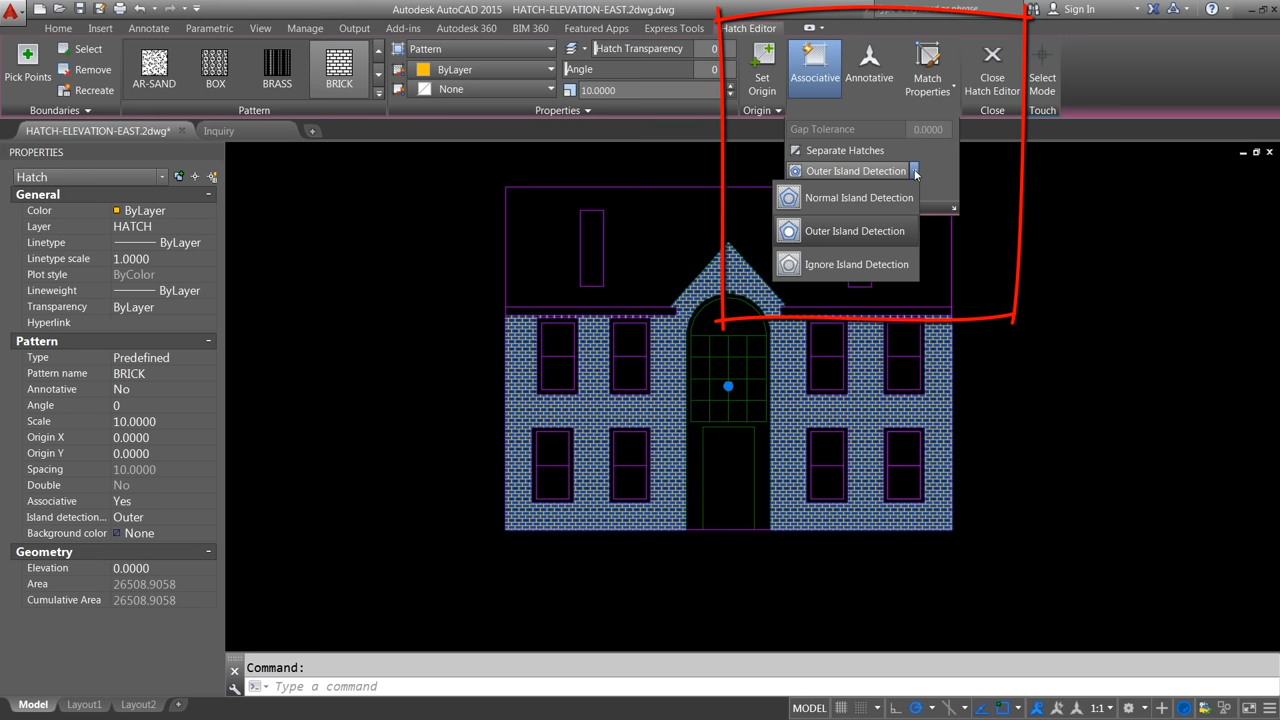 Autodesk AutoCAD 2015 HATCH-ELEVATION-EAST.2dwg.dwg
Sign In
Home Insert Annotate Parametric View Manage Output Add-ins Autodesk 360 BIM 360 Featured Apps Express Tools Hatch Editor
Pick Points
Select
Remove
Recreate
Boundaries
AR-SAND BOX BRASS BRICK
Pattern
Pattern
ByLayer
None
Hatch Transparency 0
Angle 0
10.0000
Properties
Set Origin
Origin
Associative
Annotative
Match Properties
Close Hatch Editor
Close
Select Mode
Touch
Gap Tolerance 0.0000
Separate Hatches
Outer Island Detection
Normal Island Detection
Outer Island Detection
Ignore Island Detection
HATCH-ELEVATION-EAST.2dwg* Inquiry
PROPERTIES
Hatch
General
Color ByLayer
Layer HATCH
Linetype ByLayer
Linetype scale 1.0000
Plot style ByColor
Lineweight ByLayer
Transparency ByLayer
Hyperlink
Pattern
Type Predefined
Pattern name BRICK
Annotative No
Angle 0
Scale 10.0000
Origin X 0.0000
Origin Y 0.0000
Spacing 10.0000
Double No
Associative Yes
Island detection... Outer
Background color None
Geometry
Elevation 0.0000
Area 26508.9058
Cumulative Area 26508.9058
Command:
Type a command
Model Layout1 Layout2 +
MODEL 1:1